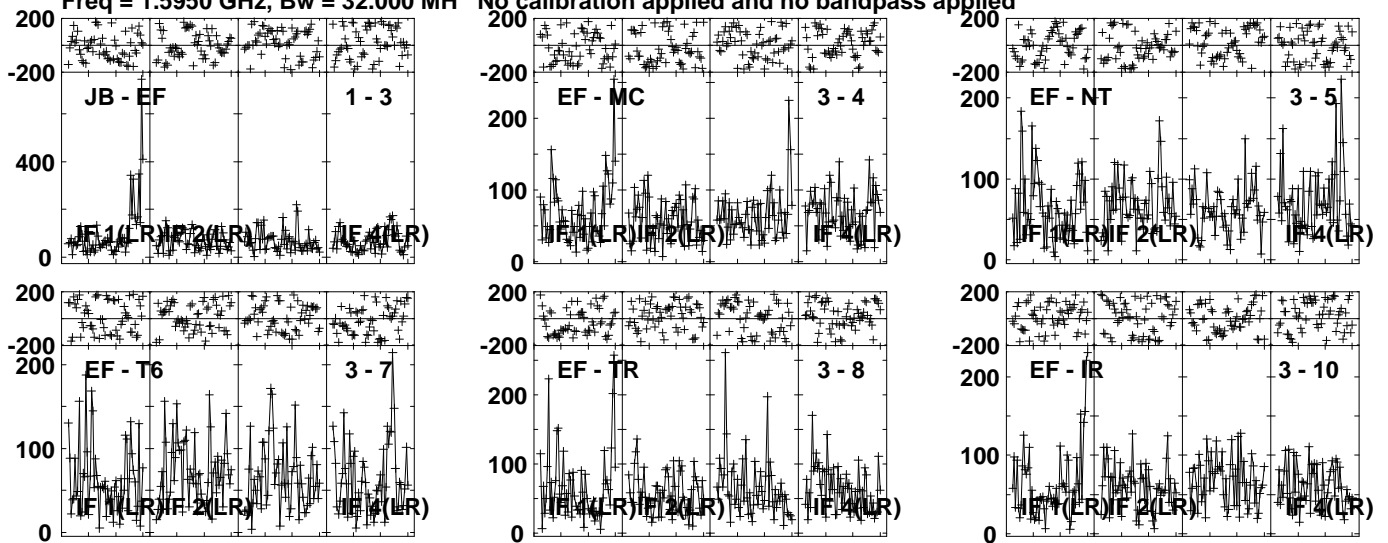 Freq = 1.5950 GHz, Bw = 32.000 MH No calibration applied and no bandpass applied
200
-200
JB - EF 1 - 3
400
0
IF 1(LR) IF 2(LR) IF 4(LR)
200
-200
EF - MC 3 - 4
200
100
0
IF 1(LR) IF 2(LR) IF 4(LR)
200
-200
EF - NT 3 - 5
200
100
0
IF 1(LR) IF 2(LR) IF 4(LR)
200
-200
EF - T6 3 - 7
200
100
0
IF 1(LR) IF 2(LR) IF 4(LR)
200
-200
EF - TR 3 - 8
200
100
0
IF 1(LR) IF 2(LR) IF 4(LR)
200
-200
EF - IR 3 - 10
200
100
0
IF 1(LR) IF 2(LR) IF 4(LR)